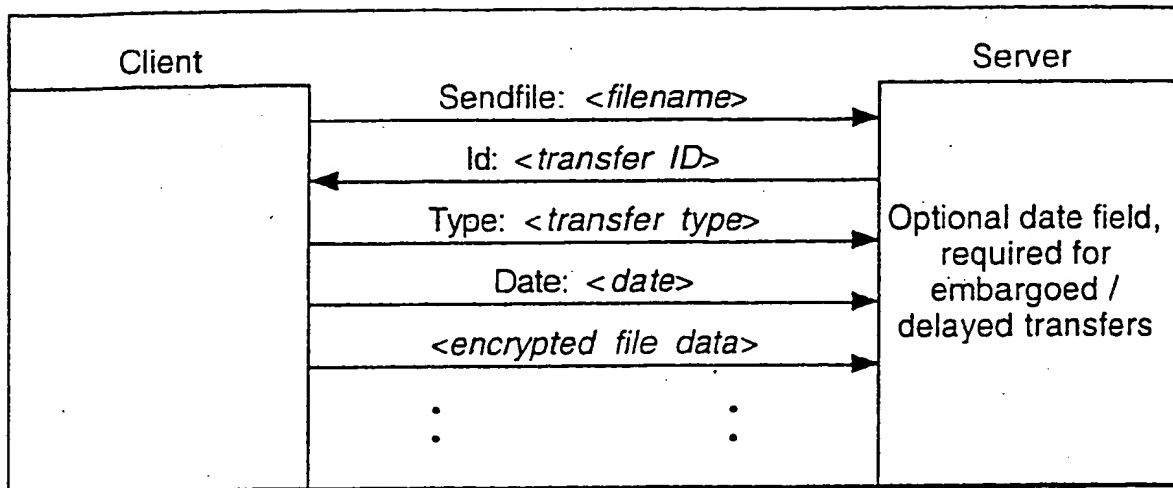 Client
Server
Sendfile: <filename>
Id: <transfer ID>
Type: <transfer type>
Date: <date>
<encrypted file data>
Optional date field,
required for
embargoed /
delayed transfers